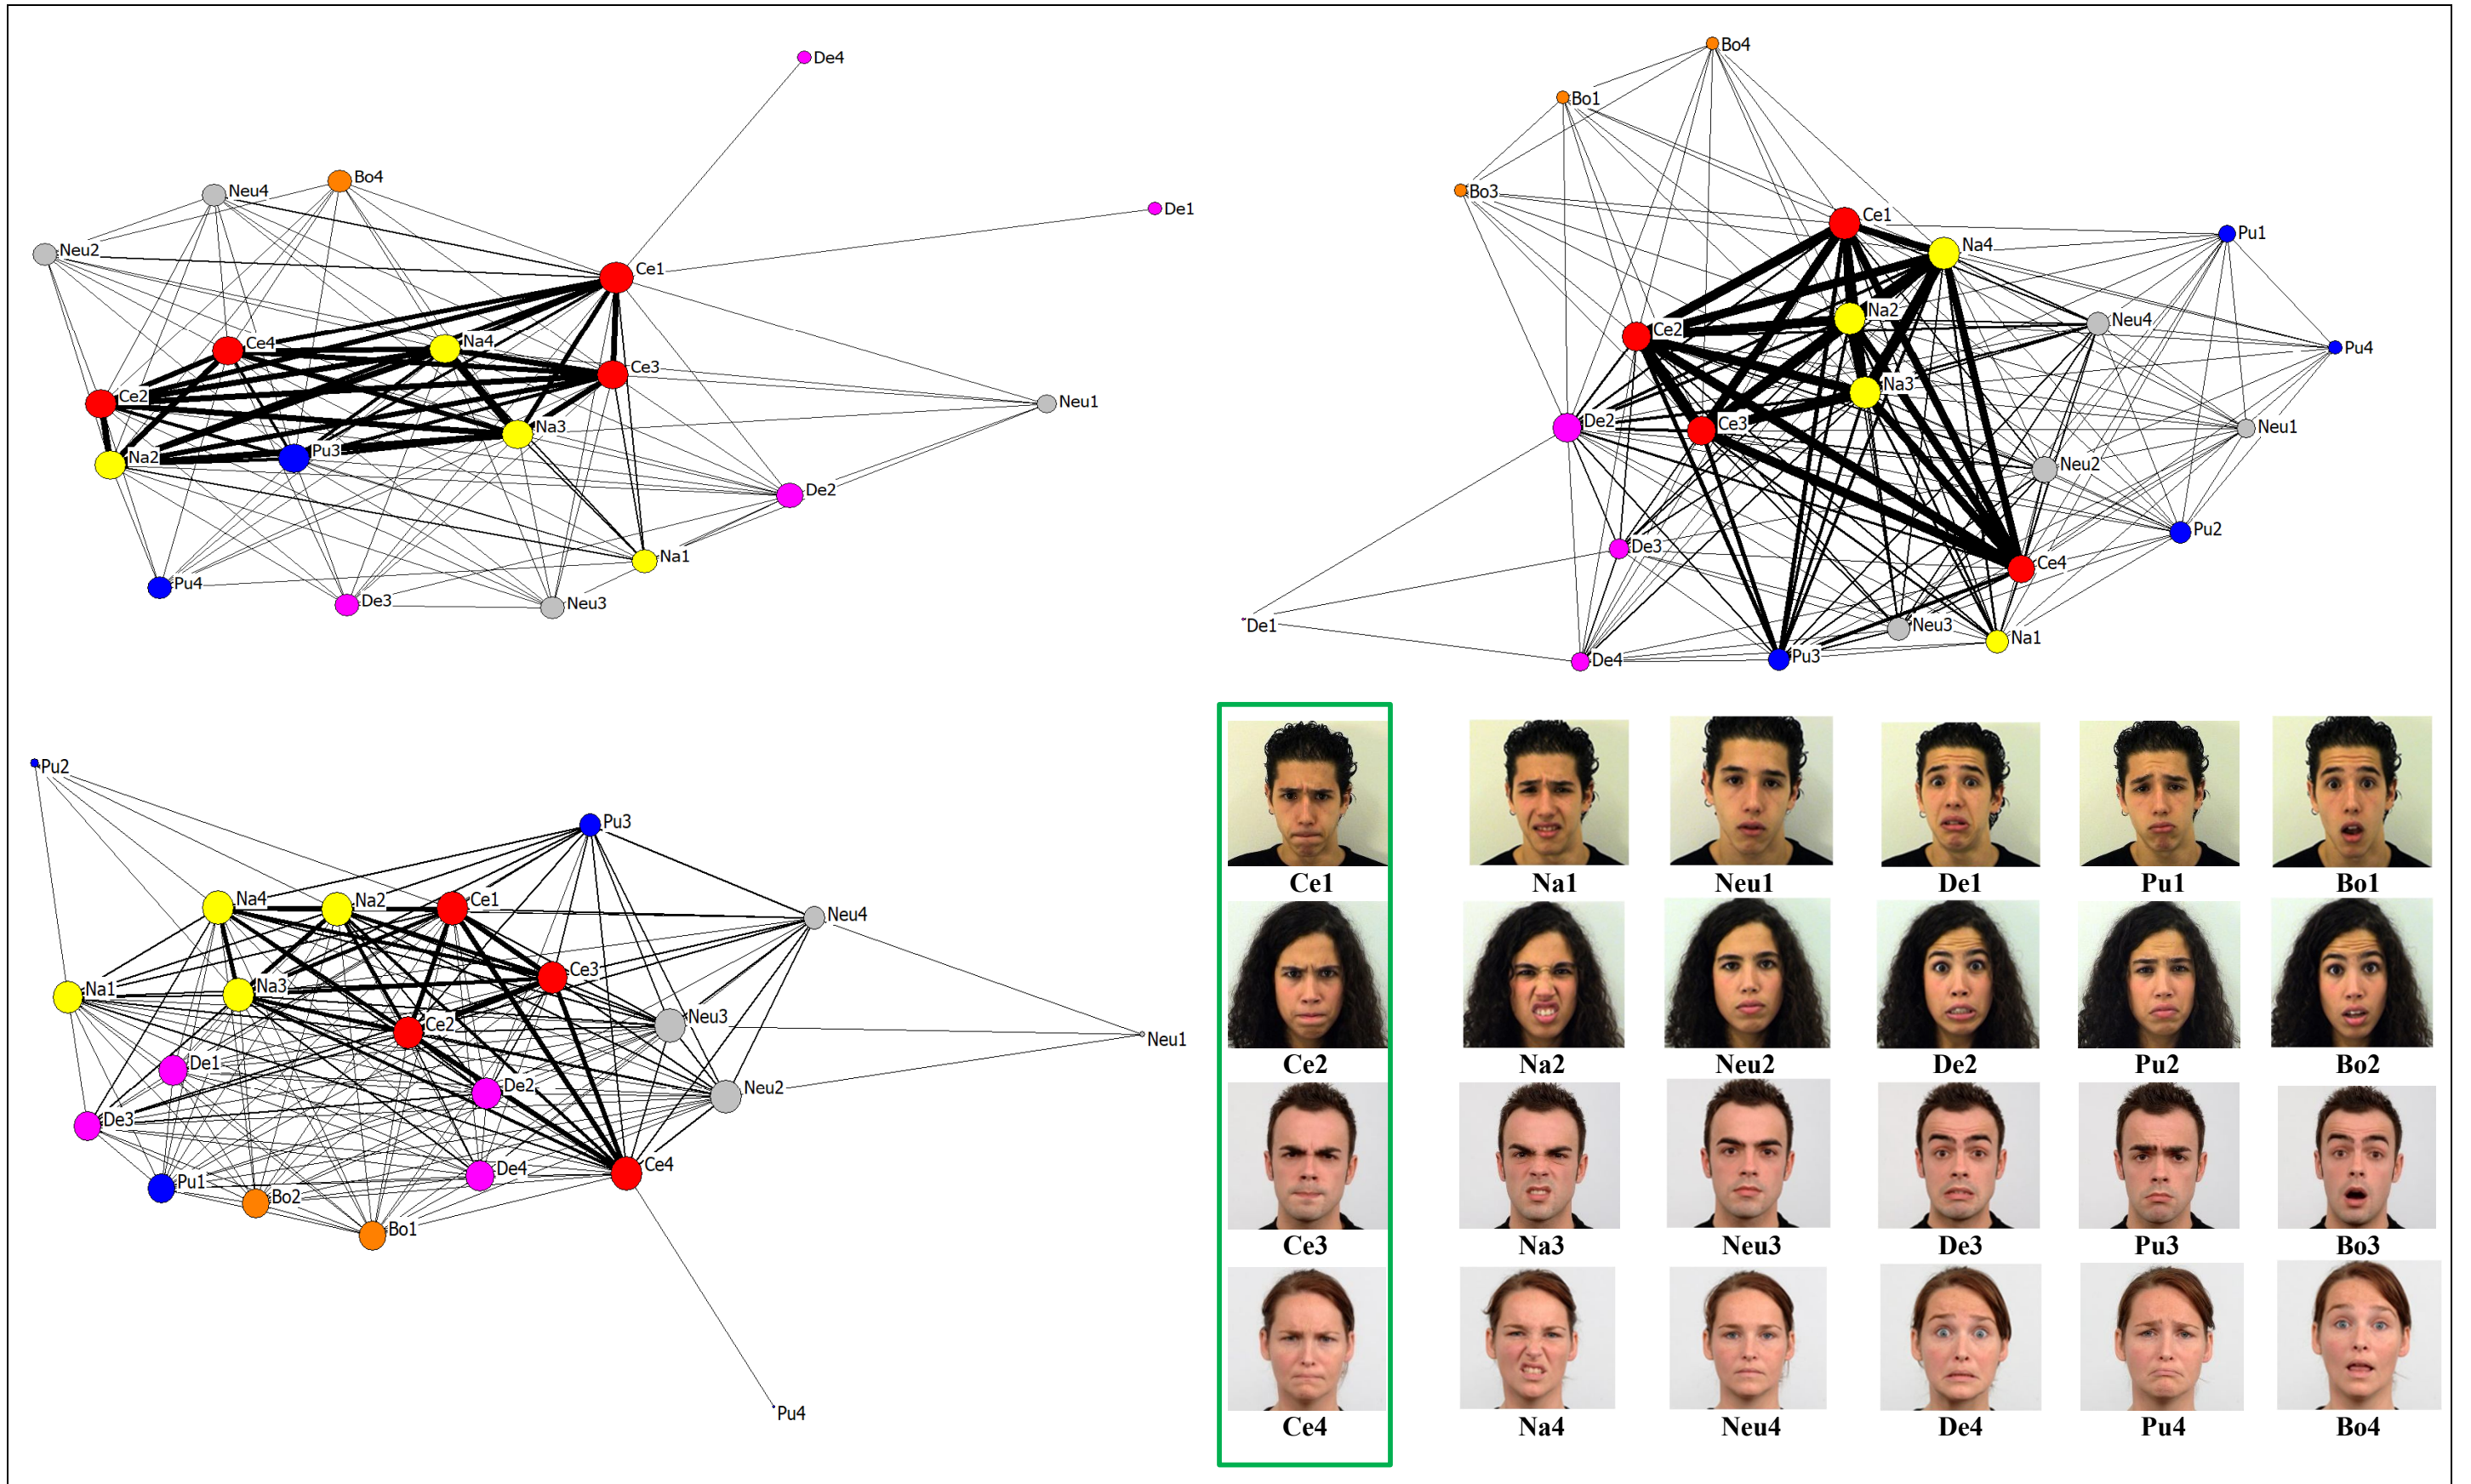 De4
De1
Neu4
Bo4
Neu2
Ce1
Ce4
Na4
Ce3
Ce2
Neu1
Na3
Na2
Pu3
De2
Na1
Pu4
De3
Neu3
Bo4
Bo1
Bo3
Ce1
Pu1
Na4
Na2
Neu4
Ce2
Pu4
Na3
De2
Ce3
Neu1
Neu2
Pu2
De3
Ce4
De1
Neu3
Na1
De4
Pu3
Pu2
Pu3
Na4
Na2
Ce1
Neu4
Ce3
Na1
Na3
Ce2
Neu3
Neu1
De1
De2
Neu2
De3
De4
Ce4
Pu1
Bo2
Bo1
Pu4
Ce1 Na1 Neu1 De1 Pu1 Bo1
Ce2 Na2 Neu2 De2 Pu2 Bo2
Ce3 Na3 Neu3 De3 Pu3 Bo3
Ce4 Na4 Neu4 De4 Pu4 Bo4